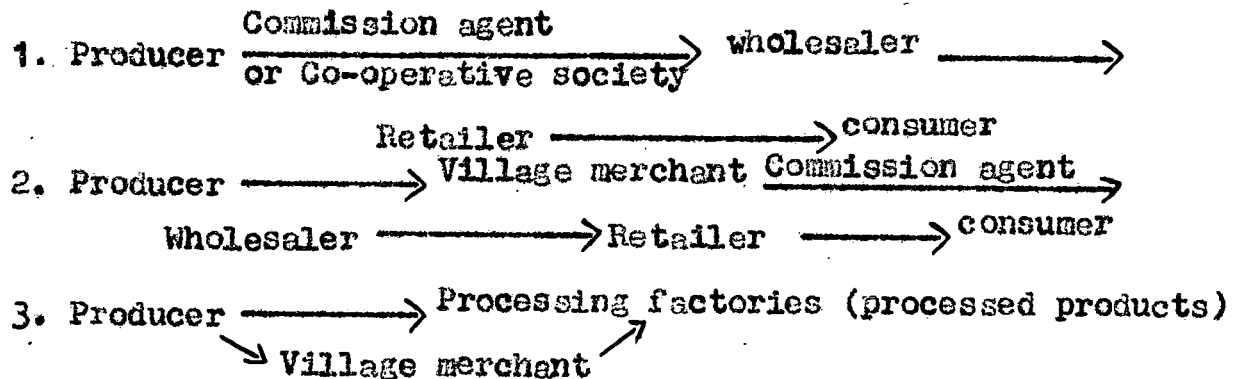 Commission agent
1. Producer ⟶ wholesaler ⟶
or Co-operative society
Retailer ⟶ consumer
2. Producer ⟶ Village merchant Commission agent ⟶
Wholesaler ⟶ Retailer ⟶ consumer
3. Producer ⟶ Processing factories (processed products)
↘ Village merchant ↗